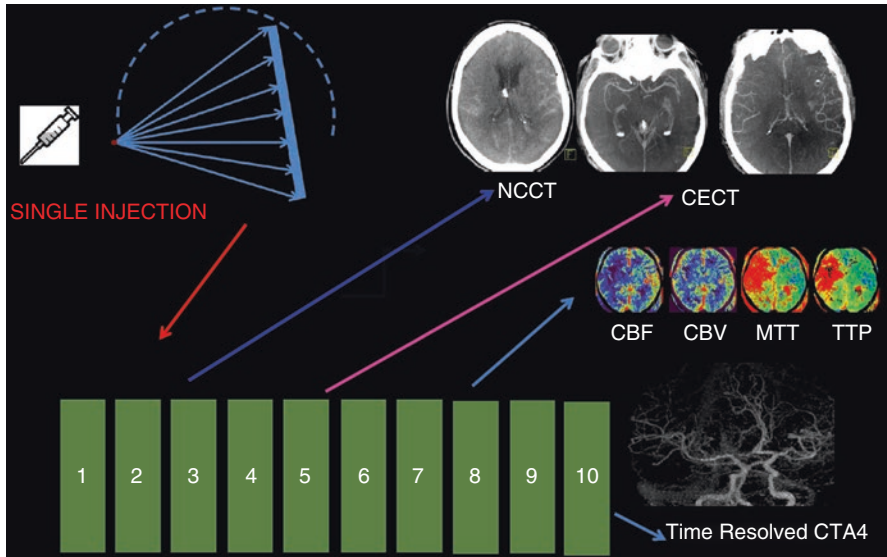 SINGLE INJECTION
NCCT
CECT
CBF CBV MTT TTP
1 2 3 4 5 6 7 8 9 10
Time Resolved CTA4